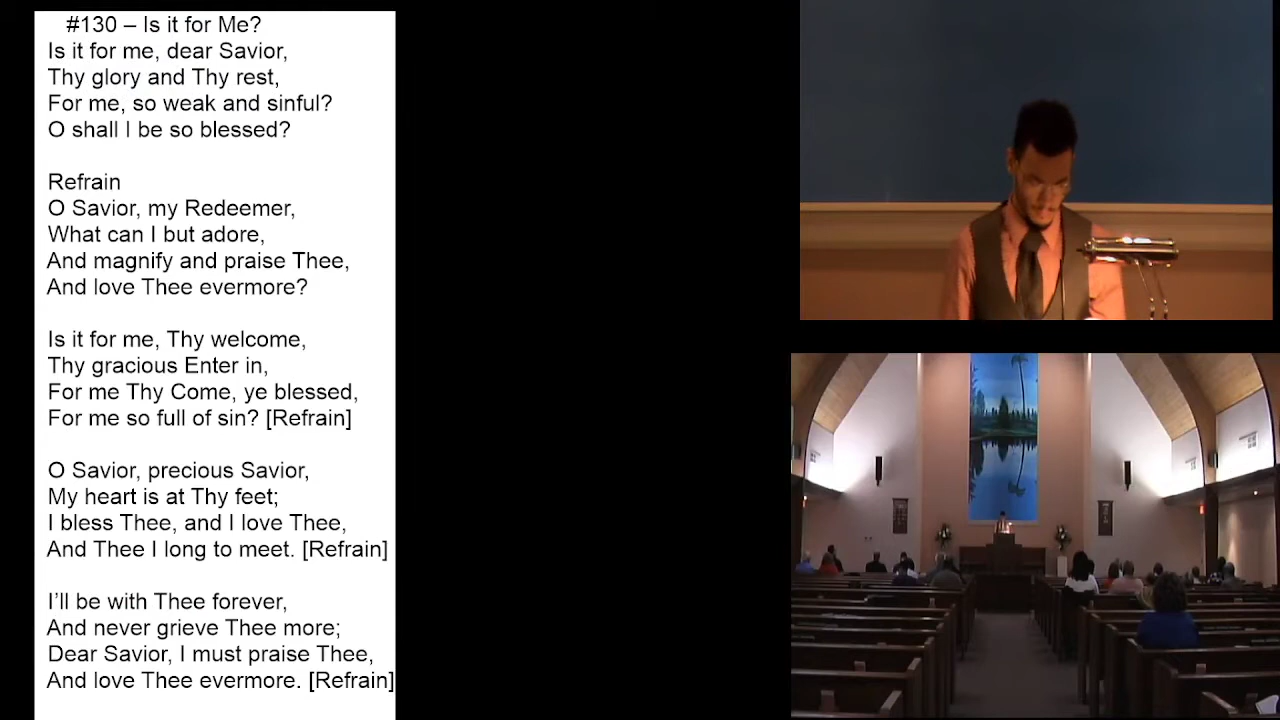 #130 – Is it for Me?
Is it for me, dear Savior,
Thy glory and Thy rest,
For me, so weak and sinful?
O shall I be so blessed?
Refrain
O Savior, my Redeemer,
What can I but adore,
And magnify and praise Thee,
And love Thee evermore?
Is it for me, Thy welcome,
Thy gracious Enter in,
For me Thy Come, ye blessed,
For me so full of sin? [Refrain]
O Savior, precious Savior,
My heart is at Thy feet;
I bless Thee, and I love Thee,
And Thee I long to meet. [Refrain]
I’ll be with Thee forever,
And never grieve Thee more;
Dear Savior, I must praise Thee,
And love Thee evermore. [Refrain]